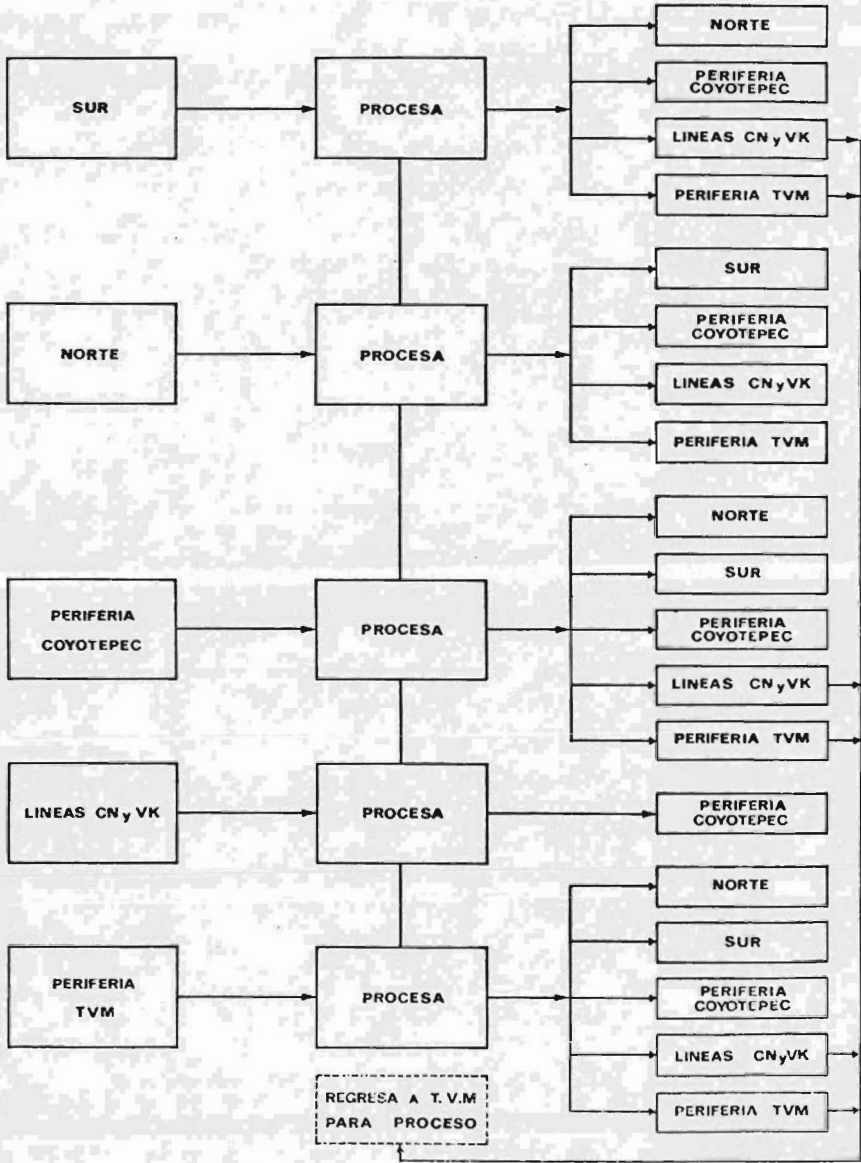 SUR
PROCESA
NORTE
PERIFERIA
COYOTEPEC
LINEAS CN y VK
PERIFERIA TVM
NORTE
PROCESA
SUR
PERIFERIA
COYOTEPEC
LINEAS CN y VK
PERIFERIA TVM
PERIFERIA
COYOTEPEC
PROCESA
NORTE
SUR
PERIFERIA
COYOTEPEC
LINEAS CN y VK
PERIFERIA TVM
LINEAS CN y VK
PROCESA
PERIFERIA
COYOTEPEC
PERIFERIA
TVM
PROCESA
NORTE
SUR
PERIFERIA
COYOTEPEC
LINEAS CN y VK
PERIFERIA TVM
REGRESA A T.V.M
PARA PROCESO